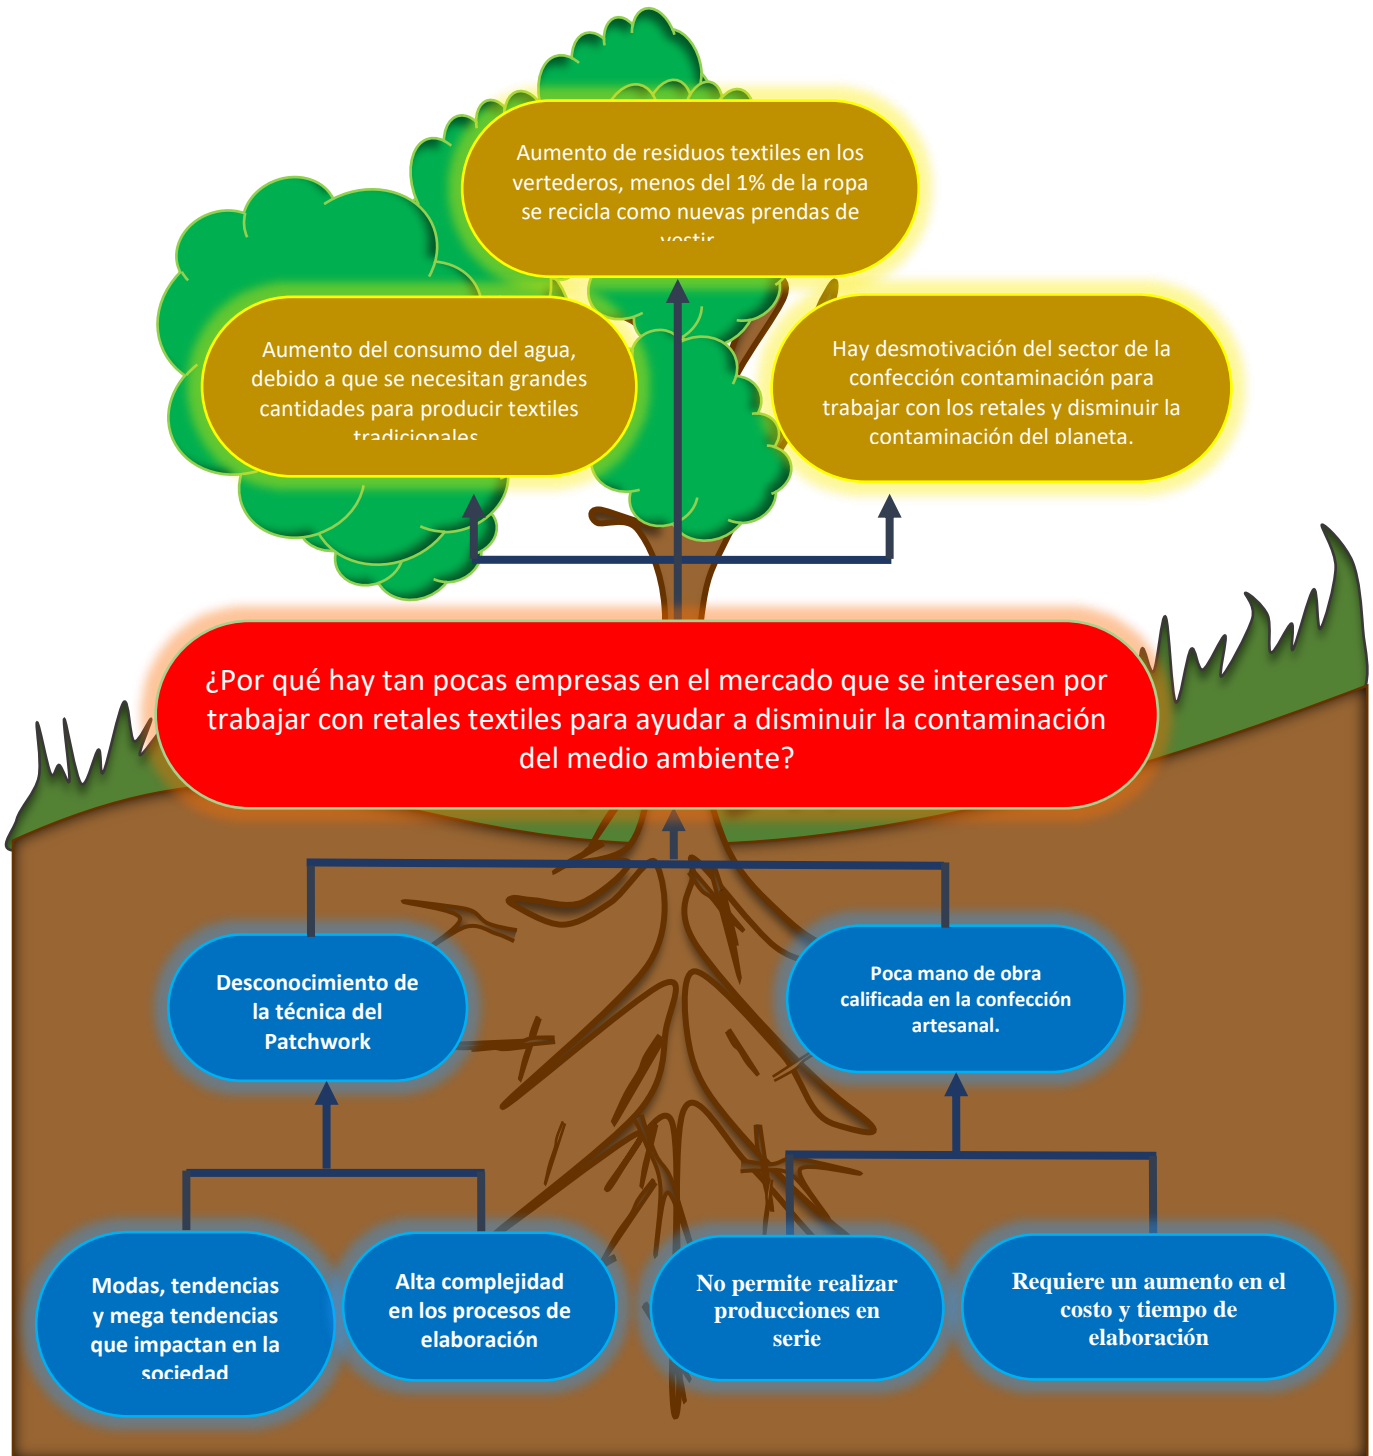 Aumento de residuos textiles en los
vertederos, menos del 1% de la ropa
se recicla como nuevas prendas de
vestir
Aumento del consumo del agua,
debido a que se necesitan grandes
cantidades para producir textiles
tradicionales
Hay desmotivación del sector de la
confección contaminación para
trabajar con los retales y disminuir la
contaminación del planeta.
¿Por qué hay tan pocas empresas en el mercado que se interesen por
trabajar con retales textiles para ayudar a disminuir la contaminación
del medio ambiente?
Desconocimiento de
la técnica del
Patchwork
Poca mano de obra
calificada en la confección
artesanal.
Modas, tendencias
y mega tendencias
que impactan en la
sociedad
Alta complejidad
en los procesos de
elaboración
No permite realizar
producciones en
serie
Requiere un aumento en el
costo y tiempo de
elaboración